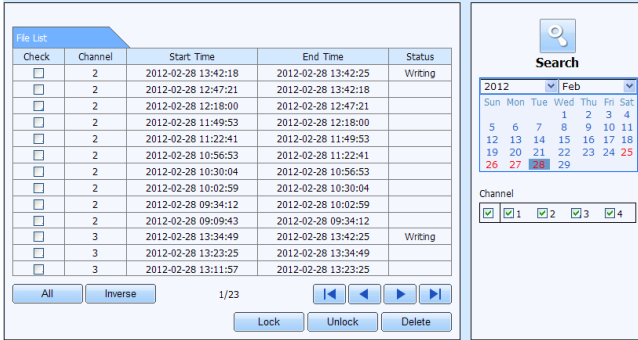 File List
Check Channel Start Time End Time Status
2 2012-02-28 13:42:18 2012-02-28 13:42:25 Writing
2 2012-02-28 12:47:21 2012-02-28 13:42:18
2 2012-02-28 12:18:00 2012-02-28 12:47:21
2 2012-02-28 11:49:53 2012-02-28 12:18:00
2 2012-02-28 11:22:41 2012-02-28 11:49:53
2 2012-02-28 10:56:53 2012-02-28 11:22:41
2 2012-02-28 10:30:04 2012-02-28 10:56:53
2 2012-02-28 10:02:59 2012-02-28 10:30:04
2 2012-02-28 09:34:12 2012-02-28 10:02:59
2 2012-02-28 09:09:43 2012-02-28 09:34:12
3 2012-02-28 13:34:49 2012-02-28 13:42:25 Writing
3 2012-02-28 13:23:25 2012-02-28 13:34:49
3 2012-02-28 13:11:57 2012-02-28 13:23:25
All Inverse 1/23
Lock Unlock Delete
Search
2012 Feb
Sun Mon Tue Wed Thu Fri Sat
1 2 3 4
5 6 7 8 9 10 11
12 13 14 15 16 17 18
19 20 21 22 23 24 25
26 27 28 29
Channel
1 2 3 4